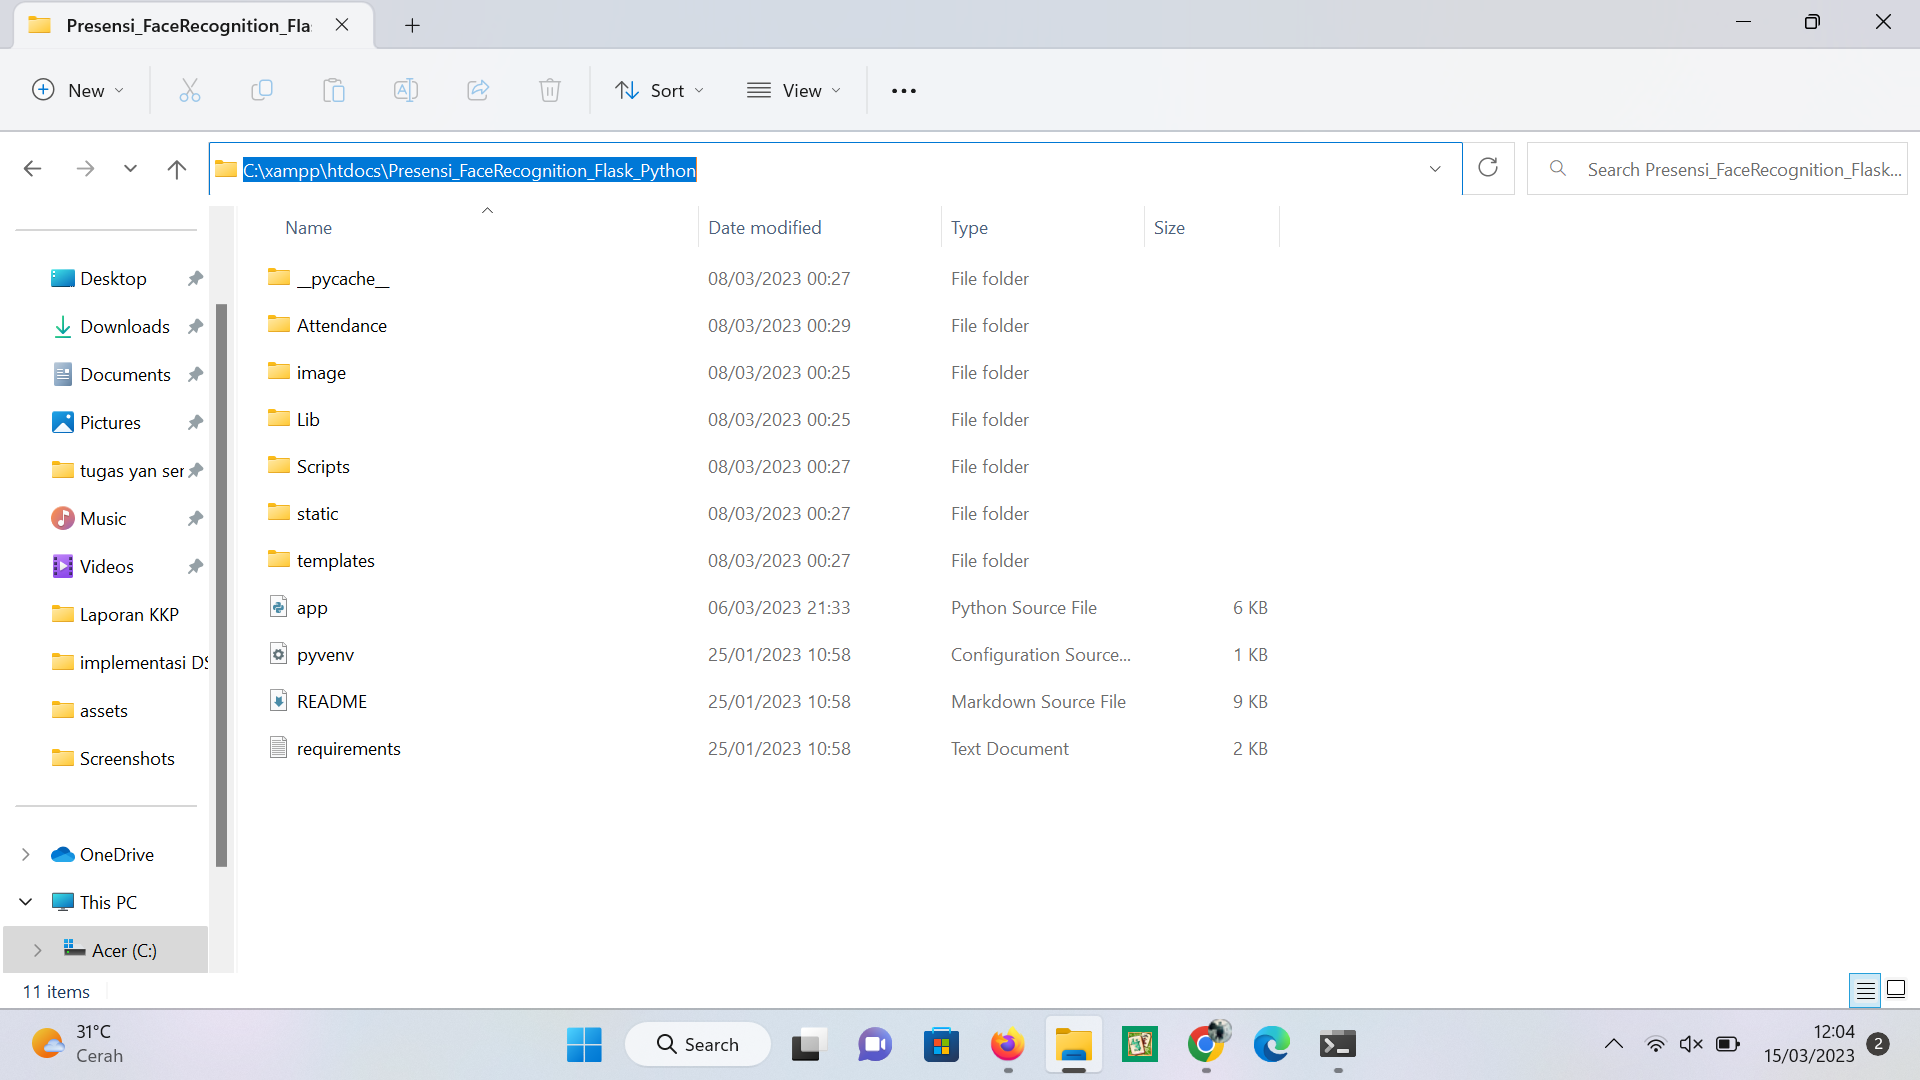 Presensi_FaceRecognition_Fla
New
Sort
View
C:\xampp\htdocs\Presensi_FaceRecognition_Flask_Python
Search Presensi_FaceRecognition_Flask...
Name Date modified Type Size
__pycache__ 08/03/2023 00:27 File folder
Attendance 08/03/2023 00:29 File folder
image 08/03/2023 00:25 File folder
Lib 08/03/2023 00:25 File folder
Scripts 08/03/2023 00:27 File folder
static 08/03/2023 00:27 File folder
templates 08/03/2023 00:27 File folder
app 06/03/2023 21:33 Python Source File 6 KB
pyvenv 25/01/2023 10:58 Configuration Source... 1 KB
README 25/01/2023 10:58 Markdown Source File 9 KB
requirements 25/01/2023 10:58 Text Document 2 KB
Desktop
Downloads
Documents
Pictures
tugas yan ser
Music
Videos
Laporan KKP
implementasi DS
assets
Screenshots
OneDrive
This PC
Acer (C:)
11 items
31°C
Cerah
Search
12:04
15/03/2023
2